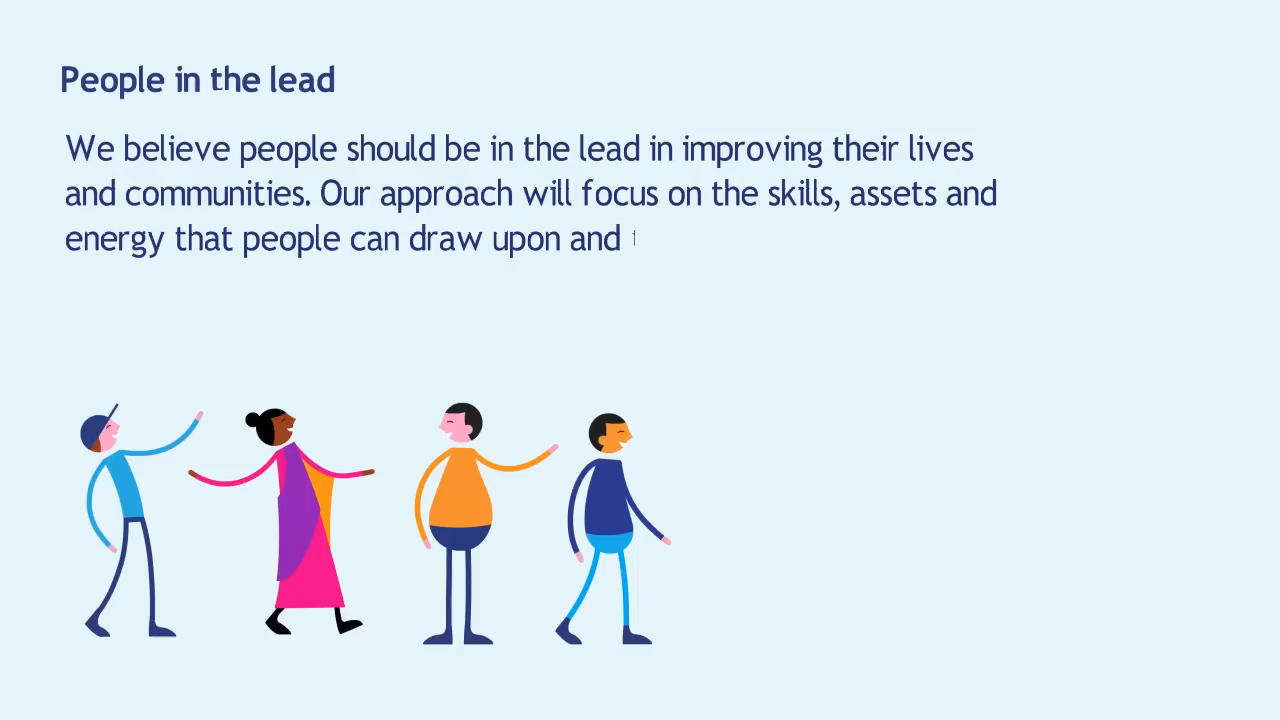 People in the lead
We believe people should be in the lead in improving their lives
and communities. Our approach will focus on the skills, assets and
energy that people can draw upon and t